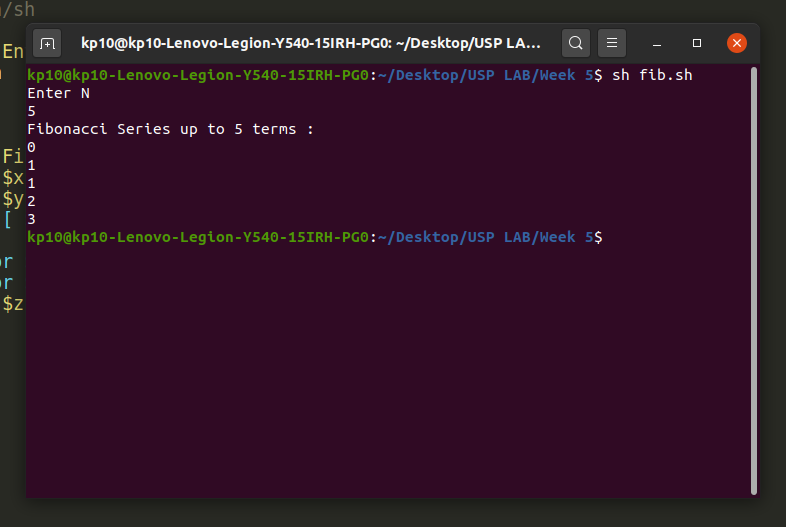 /sh
En
kp10@kp10-Lenovo-Legion-Y540-15IRH-PG0: ~/Desktop/USP LA...
kp10@kp10-Lenovo-Legion-Y540-15IRH-PG0:~/Desktop/USP LAB/Week 5$ sh fib.sh
Enter N
5
Fibonacci Series up to 5 terms :
0
1
1
2
3
kp10@kp10-Lenovo-Legion-Y540-15IRH-PG0:~/Desktop/USP LAB/Week 5$
Fi
$x
$y
[
$z